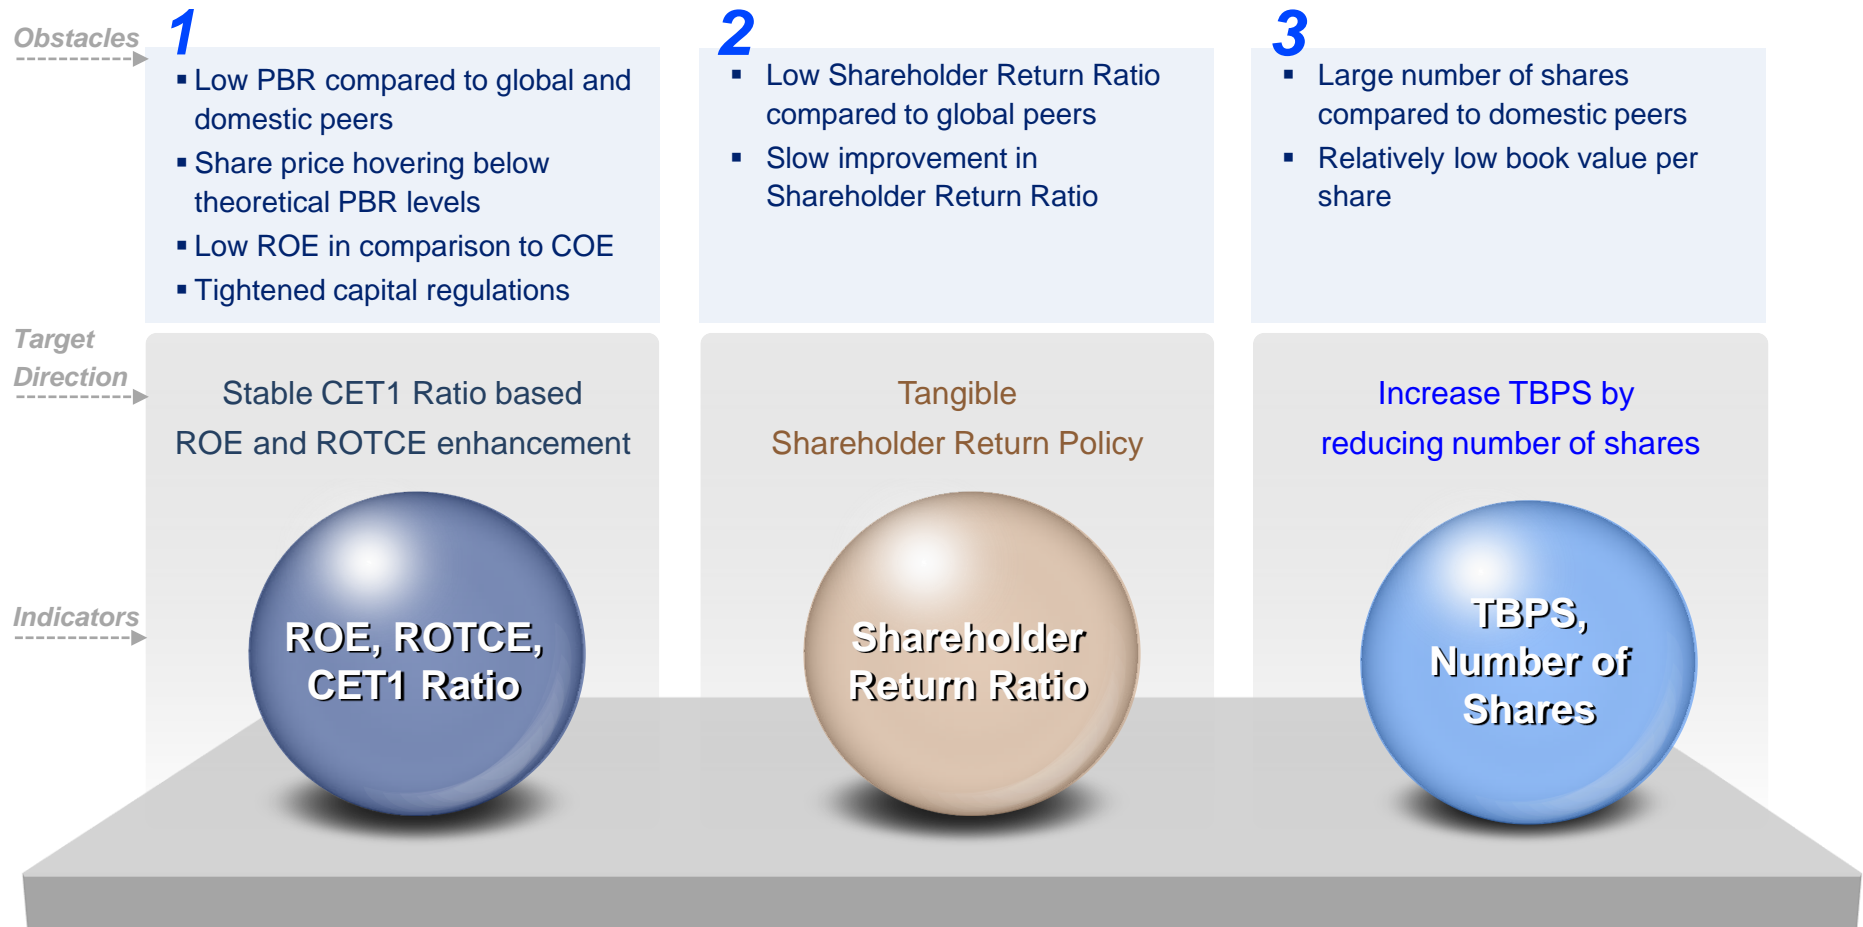 Obstacles
1
▪ Low PBR compared to global and
domestic peers
▪ Share price hovering below
theoretical PBR levels
▪ Low ROE in comparison to COE
▪ Tightened capital regulations
2
▪ Low Shareholder Return Ratio
compared to global peers
▪ Slow improvement in
Shareholder Return Ratio
3
▪ Large number of shares
compared to domestic peers
▪ Relatively low book value per
share
Target
Direction
Stable CET1 Ratio based
ROE and ROTCE enhancement
Tangible
Shareholder Return Policy
Increase TBPS by
reducing number of shares
Indicators
ROE, ROTCE,
CET1 Ratio
Shareholder
Return Ratio
TBPS,
Number of
Shares